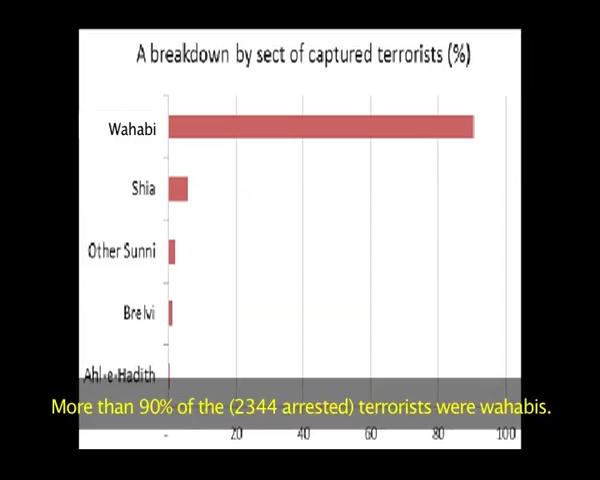 A breakdown by sect of captured terrorists (%)
Wahabi
Shia
Other Sunni
Brelvi
Ahl-e-Hadith
More than 90% of the (2344 arrested) terrorists were wahabis.
- 20 40 60 80 100